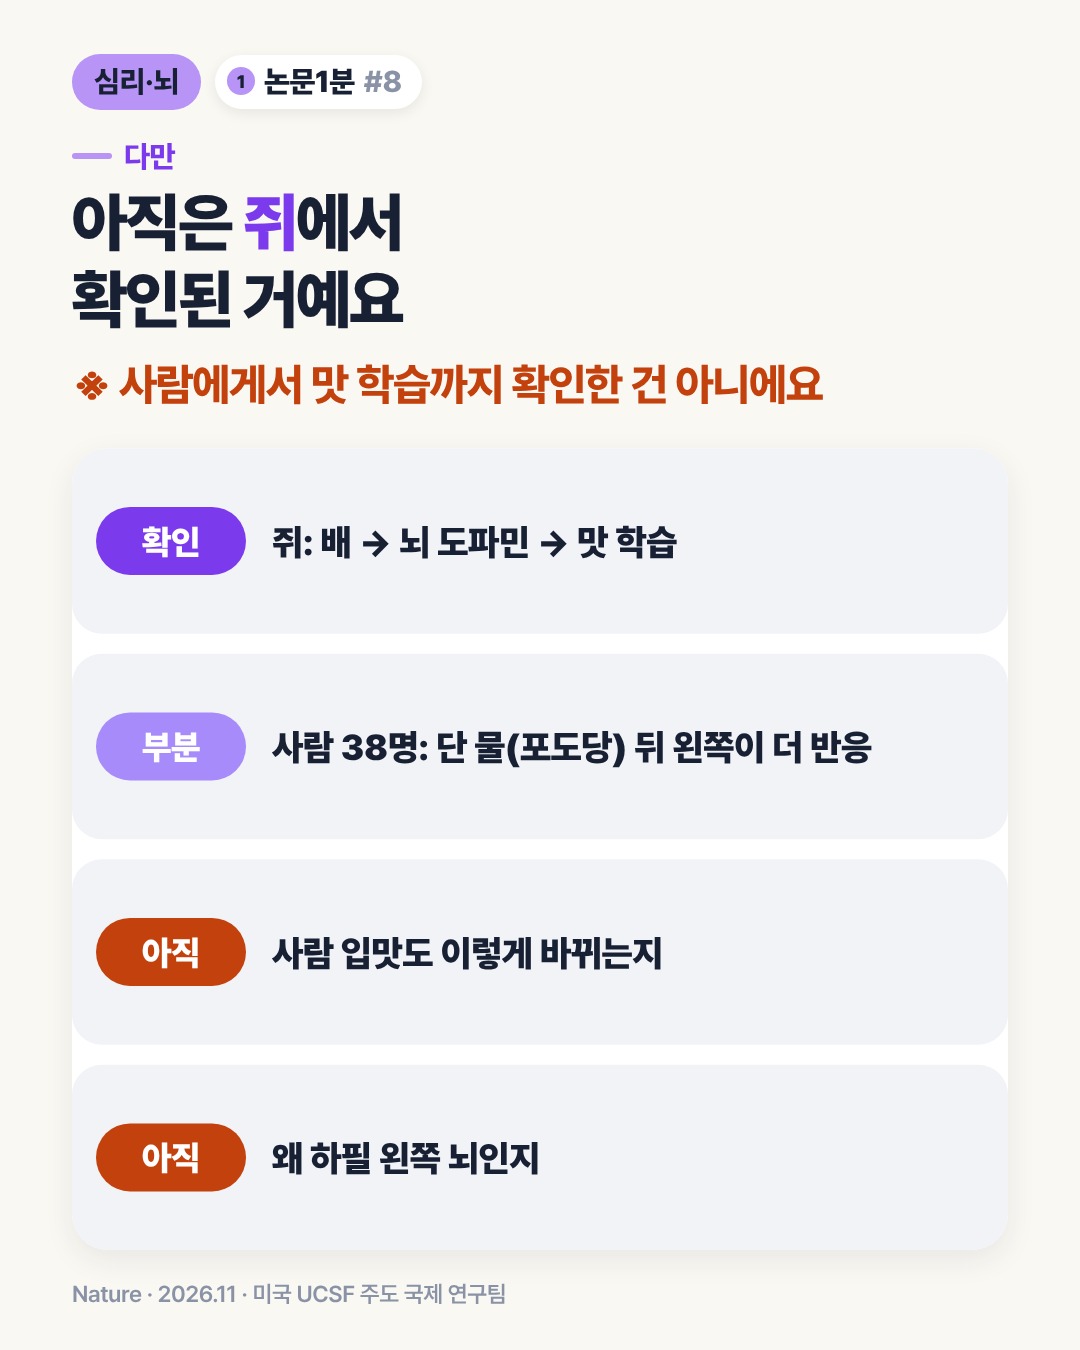 심리·뇌
1 논문1분 #8
다만
아직은 쥐에서
확인된 거예요
※ 사람에게서 맛 학습까지 확인한 건 아니에요
확인 쥐: 배 → 뇌 도파민 → 맛 학습
부분 사람 38명: 단 물(포도당) 뒤 왼쪽이 더 반응
아직 사람 입맛도 이렇게 바뀌는지
아직 왜 하필 왼쪽 뇌인지
Nature · 2026.11 · 미국 UCSF 주도 국제 연구팀